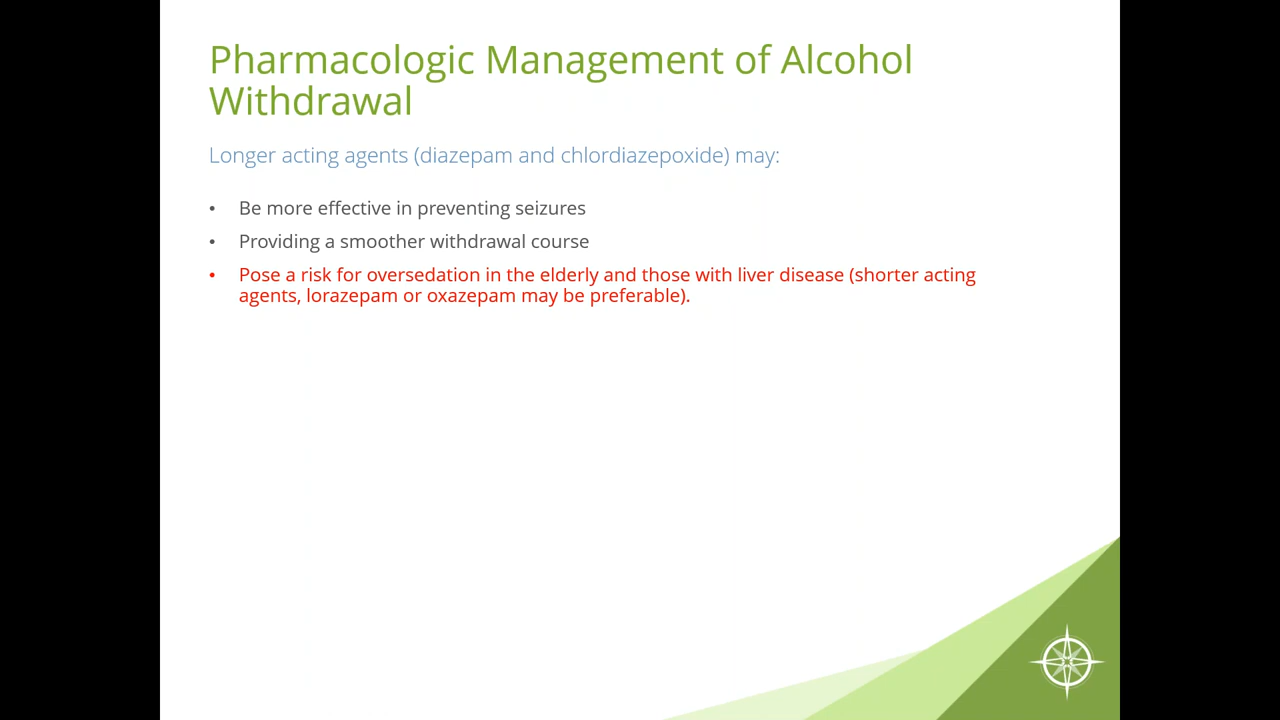 Pharmacologic Management of Alcohol
Withdrawal
Longer acting agents (diazepam and chlordiazepoxide) may:
• Be more effective in preventing seizures
• Providing a smoother withdrawal course
• Pose a risk for oversedation in the elderly and those with liver disease (shorter acting
agents, lorazepam or oxazepam may be preferable).